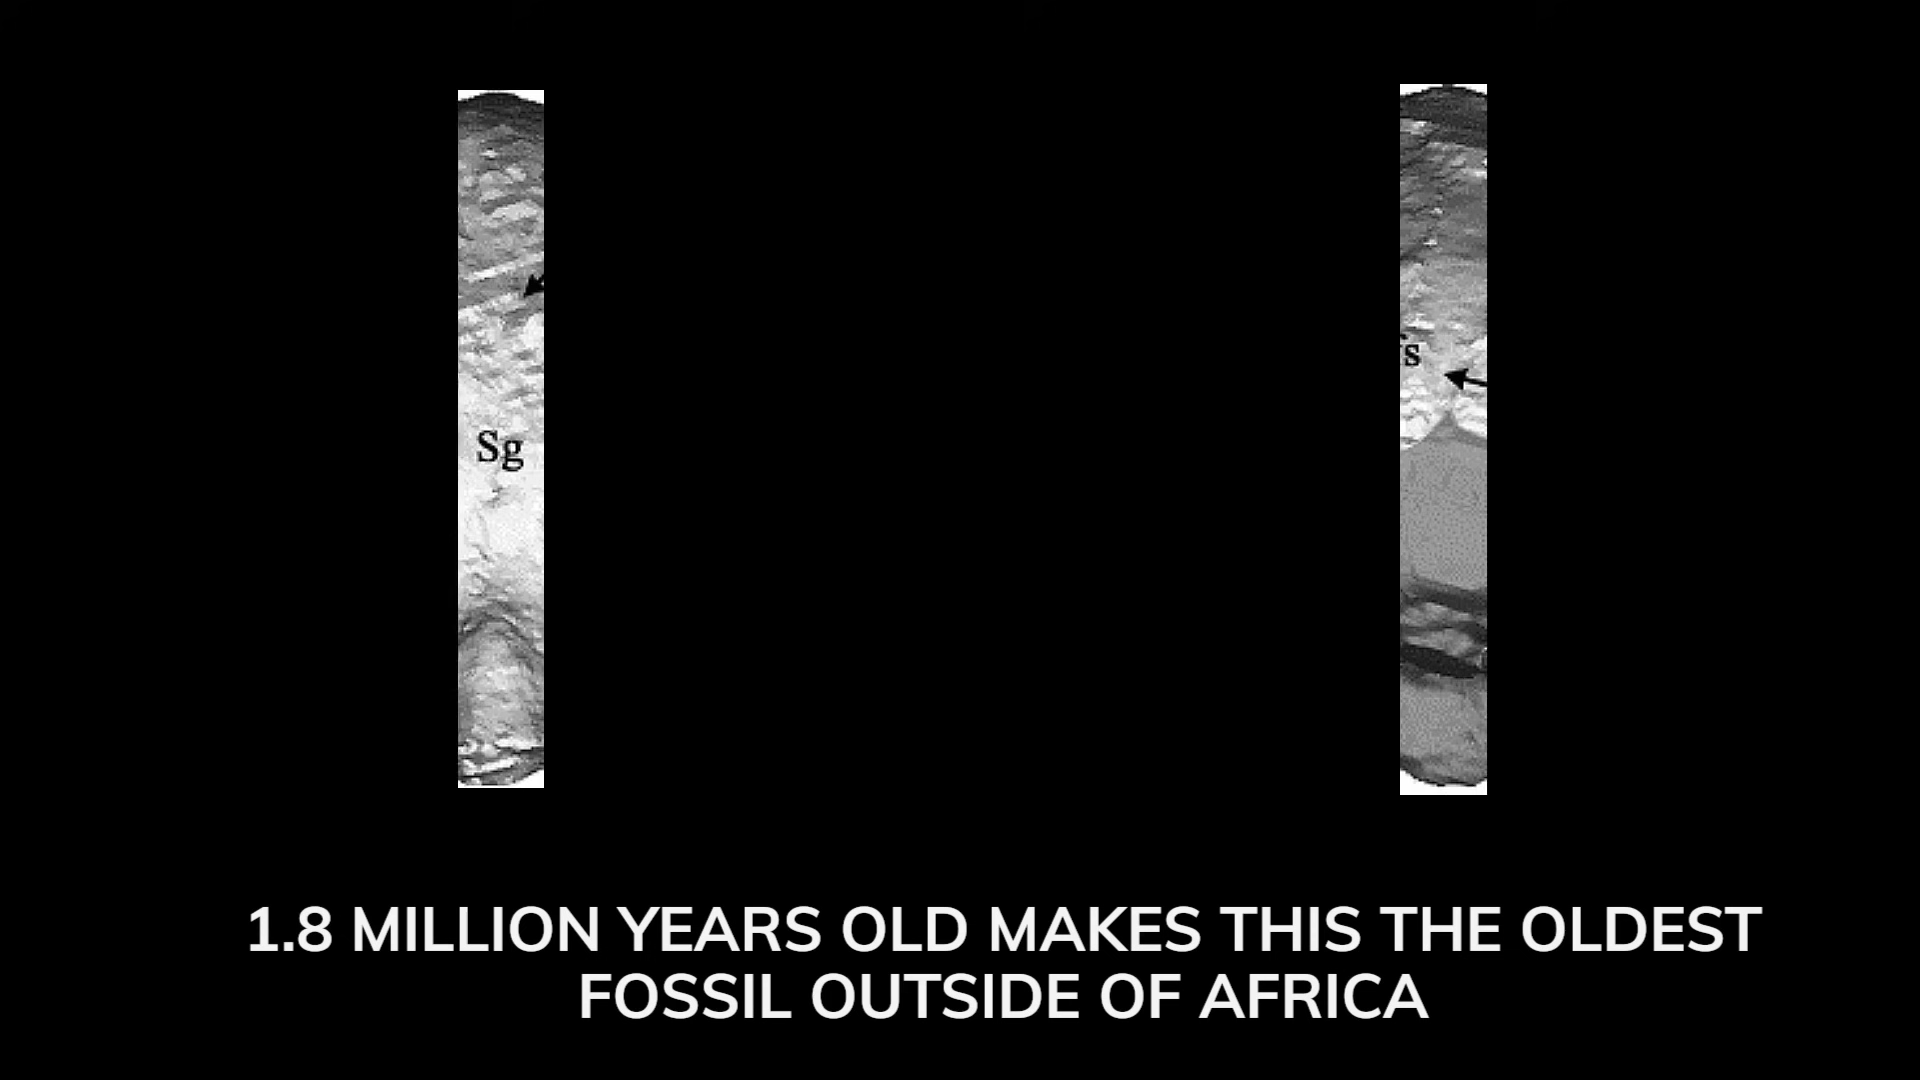 Sg
s
1.8 MILLION YEARS OLD MAKES THIS THE OLDEST
FOSSIL OUTSIDE OF AFRICA